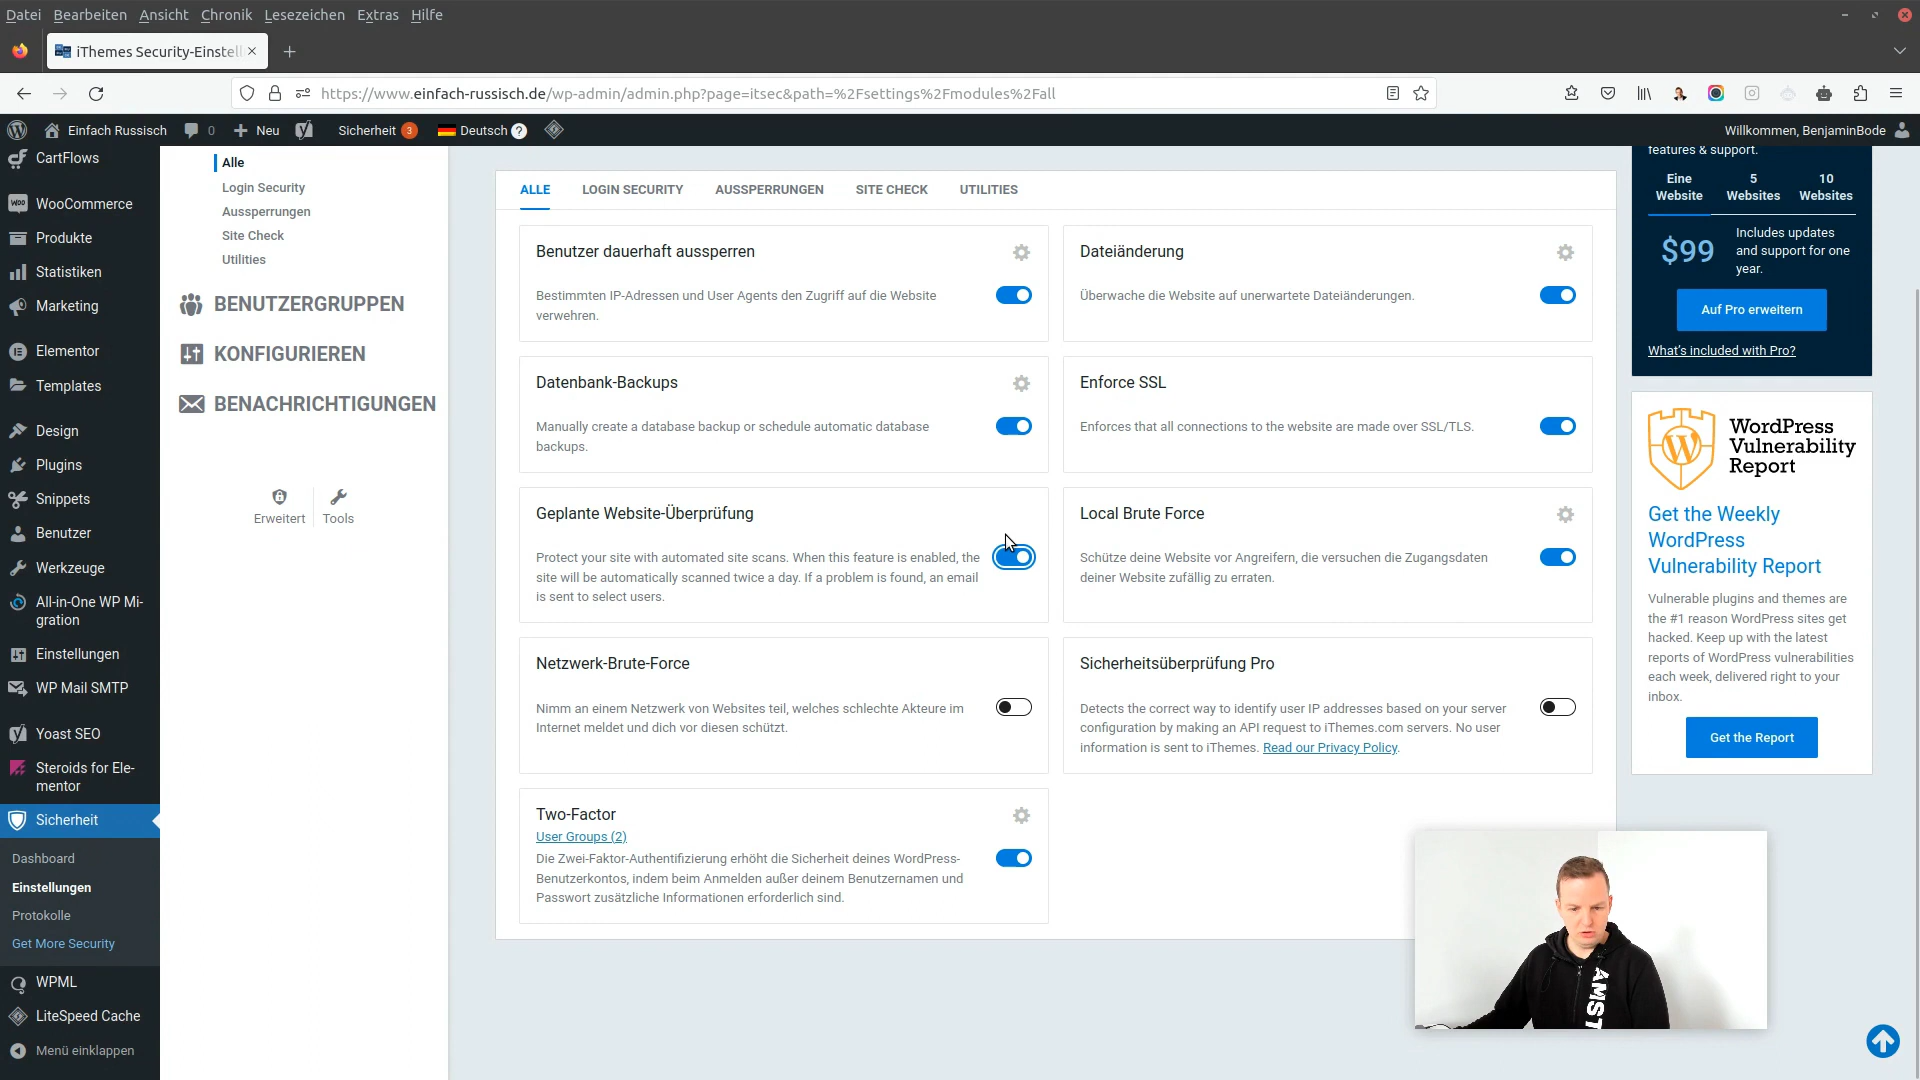 Datei Bearbeiten Ansicht Chronik Lesezeichen Extras Hilfe
iThemes Security-Einstell
https://www.einfach-russisch.de/wp-admin/admin.php?page=itsec&path=%2Fsettings%2Fmodules%2Fall
Einfach Russisch 0 Neu Sicherheit 3 Deutsch ? Willkommen, BenjaminBode
CartFlows
WooCommerce
Produkte
Statistiken
Marketing
Elementor
Templates
Design
Plugins
Snippets
Benutzer
Werkzeuge
All-in-One WP Mi-
gration
Einstellungen
WP Mail SMTP
Yoast SEO
Steroids for Ele-
mentor
Sicherheit
Dashboard
Einstellungen
Protokolle
Get More Security
WPML
LiteSpeed Cache
Menü einklappen
Alle
Login Security
Aussperrungen
Site Check
Utilities
BENUTZERGRUPPEN
KONFIGURIEREN
BENACHRICHTIGUNGEN
Erweitert Tools
ALLE LOGIN SECURITY AUSSPERRUNGEN SITE CHECK UTILITIES
Benutzer dauerhaft aussperren
Bestimmten IP-Adressen und User Agents den Zugriff auf die Website
verwehren.
Dateiänderung
Überwache die Website auf unerwartete Dateiänderungen.
Datenbank-Backups
Manually create a database backup or schedule automatic database
backups.
Enforce SSL
Enforces that all connections to the website are made over SSL/TLS.
Geplante Website-Überprüfung
Protect your site with automated site scans. When this feature is enabled, the
site will be automatically scanned twice a day. If a problem is found, an email
is sent to select users.
Local Brute Force
Schütze deine Website vor Angreifern, die versuchen die Zugangsdaten
deiner Website zufällig zu erraten.
Netzwerk-Brute-Force
Nimm an einem Netzwerk von Websites teil, welches schlechte Akteure im
Internet meldet und dich vor diesen schützt.
Sicherheitsüberprüfung Pro
Detects the correct way to identify user IP addresses based on your server
configuration by making an API request to iThemes.com servers. No user
information is sent to iThemes. Read our Privacy Policy.
Two-Factor
User Groups (2)
Die Zwei-Faktor-Authentifizierung erhöht die Sicherheit deines WordPress-
Benutzerkontos, indem beim Anmelden außer deinem Benutzernamen und
Passwort zusätzliche Informationen erforderlich sind.
features & support.
Eine 5 10
Website Websites Websites
$99
Includes updates
and support for one
year.
Auf Pro erweitern
What's included with Pro?
WordPress
Vulnerability
Report
Get the Weekly
WordPress
Vulnerability Report
Vulnerable plugins and themes are
the #1 reason WordPress sites get
hacked. Keep up with the latest
reports of WordPress vulnerabilities
each week, delivered right to your
inbox.
Get the Report
AMST